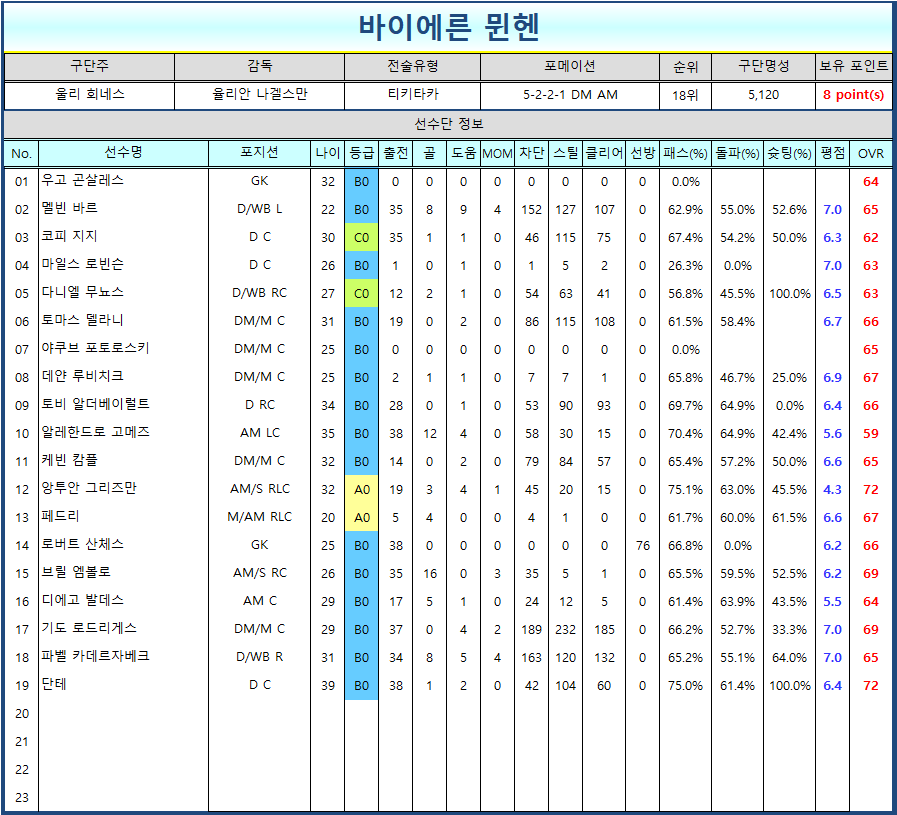 바이에른 뮌헨
구단주 감독 전술유형 포메이션 순위 구단명성 보유 포인트
울리 회네스 율리안 나겔스만 티키타카 5-2-2-1 DM AM 18위 5,120 8 point(s)
선수단 정보
No. 선수명 포지션 나이 등급 출전 골 도움 MOM 차단 스틸 클리어 선방 패스(%) 돌파(%) 슛팅(%) 평점 OVR
01 우고 곤살레스 GK 32 B0 0 0 0 0 0 0 0 0 0.0% 64
02 멜빈 바르 D/WB L 22 B0 35 8 9 4 152 127 107 0 62.9% 55.0% 52.6% 7.0 65
03 코피 지지 D C 30 C0 35 1 1 0 46 115 75 0 67.4% 54.2% 50.0% 6.3 62
04 마일스 로빈슨 D C 26 B0 1 0 1 0 1 5 2 0 26.3% 0.0% 7.0 63
05 다니엘 무뇨스 D/WB RC 27 C0 12 2 1 0 54 63 41 0 56.8% 45.5% 100.0% 6.5 63
06 토마스 델라니 DM/M C 31 B0 19 0 2 0 86 115 108 0 61.5% 58.4% 6.7 66
07 야쿠브 포토로스키 DM/M C 25 B0 0 0 0 0 0 0 0 0 0.0% 65
08 데얀 루비치크 DM/M C 25 B0 2 1 1 0 7 7 1 0 65.8% 46.7% 25.0% 6.9 67
09 토비 알더베이럴트 D RC 34 B0 28 0 1 0 53 90 93 0 69.7% 64.9% 0.0% 6.4 66
10 알레한드로 고메즈 AM LC 35 B0 38 12 4 0 58 30 15 0 70.4% 64.9% 42.4% 5.6 59
11 케빈 캄플 DM/M C 32 B0 14 0 2 0 79 84 57 0 65.4% 57.2% 50.0% 6.6 65
12 앙투안 그리즈만 AM/S RLC 32 A0 19 3 4 1 45 20 15 0 75.1% 63.0% 45.5% 4.3 72
13 페드리 M/AM RLC 20 A0 5 4 0 0 4 1 0 0 61.7% 60.0% 61.5% 6.6 67
14 로버트 산체스 GK 25 B0 38 0 0 0 0 0 0 76 66.8% 0.0% 6.2 66
15 브릴 엠볼로 AM/S RC 26 B0 35 16 0 3 35 5 1 0 65.5% 59.5% 52.5% 6.2 69
16 디에고 발데스 AM C 29 B0 17 5 1 0 24 12 5 0 61.4% 63.9% 43.5% 5.5 64
17 기도 로드리게스 DM/M C 29 B0 37 0 4 2 189 232 185 0 66.2% 52.7% 33.3% 7.0 69
18 파벨 카데르자베크 D/WB R 31 B0 34 8 5 4 163 120 132 0 65.2% 55.1% 64.0% 7.0 65
19 단테 D C 39 B0 38 1 2 0 42 104 60 0 75.0% 61.4% 100.0% 6.4 72
20
21
22
23